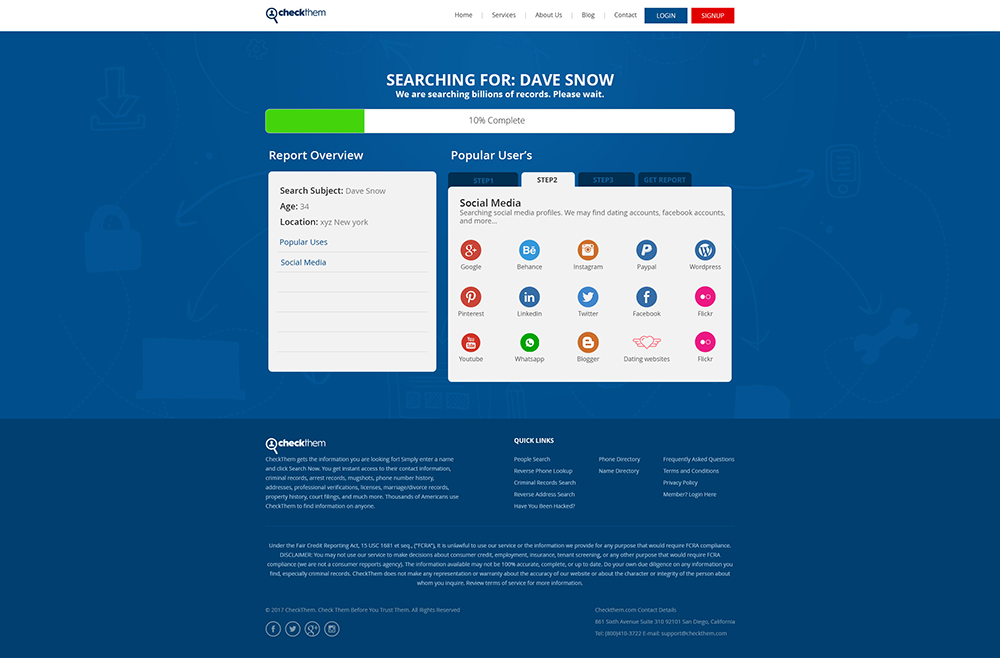 checkthem
Home
Services
About Us
Blog
Contact
LOGIN
SIGNUP
SEARCHING FOR: DAVE SNOW
We are searching billions of records. Please wait.
10% Complete
Report Overview
Search Subject: Dave Snow
Age: 34
Location: xyz New york
Popular Uses
Social Media
Popular User's
STEP1
STEP2
STEP3
GET REPORT
Social Media
Searching social media profiles. We may find dating accounts, facebook accounts,
and more...
Google
Behance
Instagram
Paypal
Wordpress
Pinterest
Linkedin
Twitter
Facebook
Flickr
Youtube
Whatsapp
Blogger
Dating websites
Flickr
checkthem
CheckThem gets the information you are looking for! Simply enter a name
and click Search Now. You get instant access to their contact information,
criminal records, arrest records, mugshots, phone number history,
addresses, professional verifications, licenses, marriage/divorce records,
property history, court filings, and much more. Thousands of Americans use
CheckThem to find information on anyone.
QUICK LINKS
People Search
Reverse Phone Lookup
Criminal Records Search
Reverse Address Search
Have You Been Hacked?
Phone Directory
Name Directory
Frequently Asked Questions
Terms and Conditions
Privacy Policy
Member? Login Here
Under the Fair Credit Reporting Act, 15 USC 1681 et seq., ("FCRA"), It is unlawful to use our service or the information we provide for any purpose that would require FCRA compliance.
DISCLAIMER: You may not use our service to make decisions about consumer credit, employment, insurance, tenant screening, or any other purpose that would require FCRA
compliance (we are not a consumer reports agency). The information available may not be 100% accurate, complete, or up to date. Do your own due diligence on any information you
find, especially criminal records. CheckThem does not make any representation or warranty about the accuracy of our website or about the character or integrity of the person about
whom you inquire. Review terms of service for more information.
© 2017 CheckThem. Check Them Before You Trust Them. All Rights Reserved
Checkttem.com Contact Details
861 Sixth Avenue Suite 310 92101 San Diego, California
Tel: (800)410-3722 E-mail: support@checkthem.com